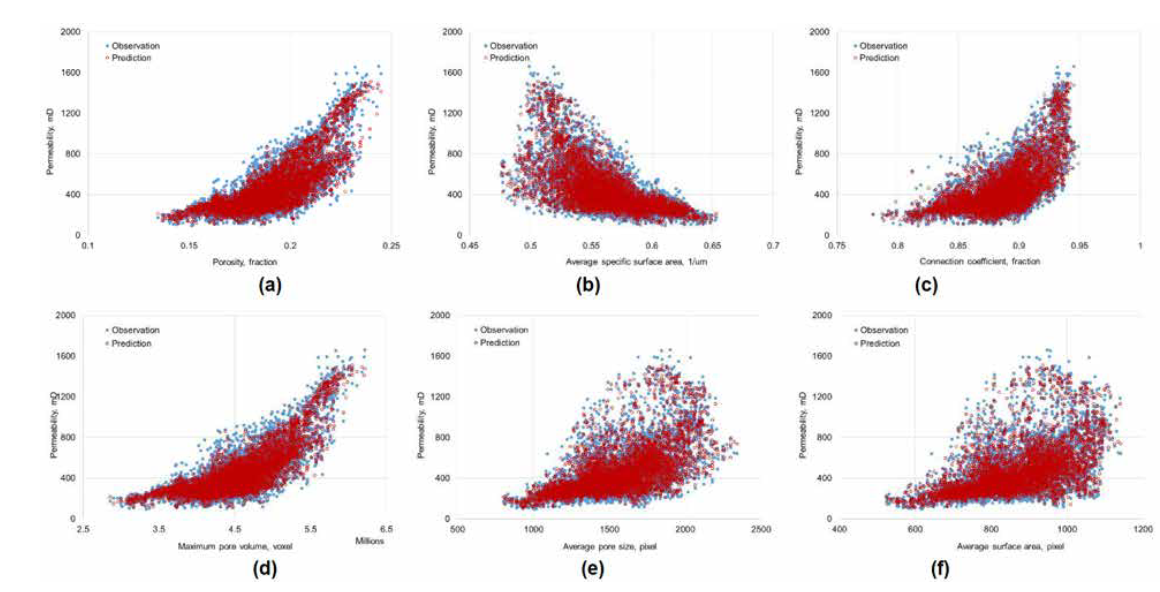 2000
1600
1200
800
400
0
Permeability, mD
Observation
Prediction
0.1 0.15 0.2 0.25
Porosity, fraction
(a)
2000
1600
1200
800
400
0
Permeability, mD
Observation
Prediction
0.45 0.5 0.55 0.6 0.65 0.7
Average specific surface area, 1/um
(b)
2000
1600
1200
800
400
0
Permeability, mD
Observation
Prediction
0.75 0.8 0.85 0.9 0.95 1
Connection coefficient, fraction
(c)
2000
1600
1200
800
400
0
Permeability, mD
Observation
Prediction
2.5 3.5 4.5 5.5 6.5
Millions
Maximum pore volume, voxel
(d)
2000
1600
1200
800
400
0
Permeability, mD
Observation
Prediction
500 1000 1500 2000 2500
Average pore size, pixel
(e)
2000
1600
1200
800
400
0
Permeability, mD
Observation
Prediction
400 600 800 1000 1200
Average surface area, pixel
(f)